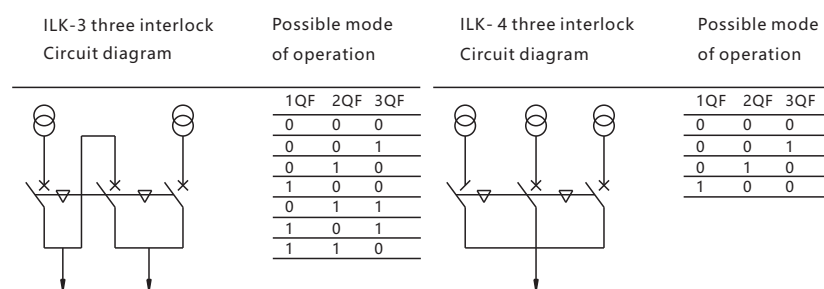 ILK-3 three interlock
Circuit diagram
Possible mode
of operation
1QF 2QF 3QF
0 0 0
0 0 1
0 1 0
1 0 0
0 1 1
1 0 1
1 1 0
ILK- 4 three interlock
Circuit diagram
Possible mode
of operation
1QF 2QF 3QF
0 0 0
0 0 1
0 1 0
1 0 0